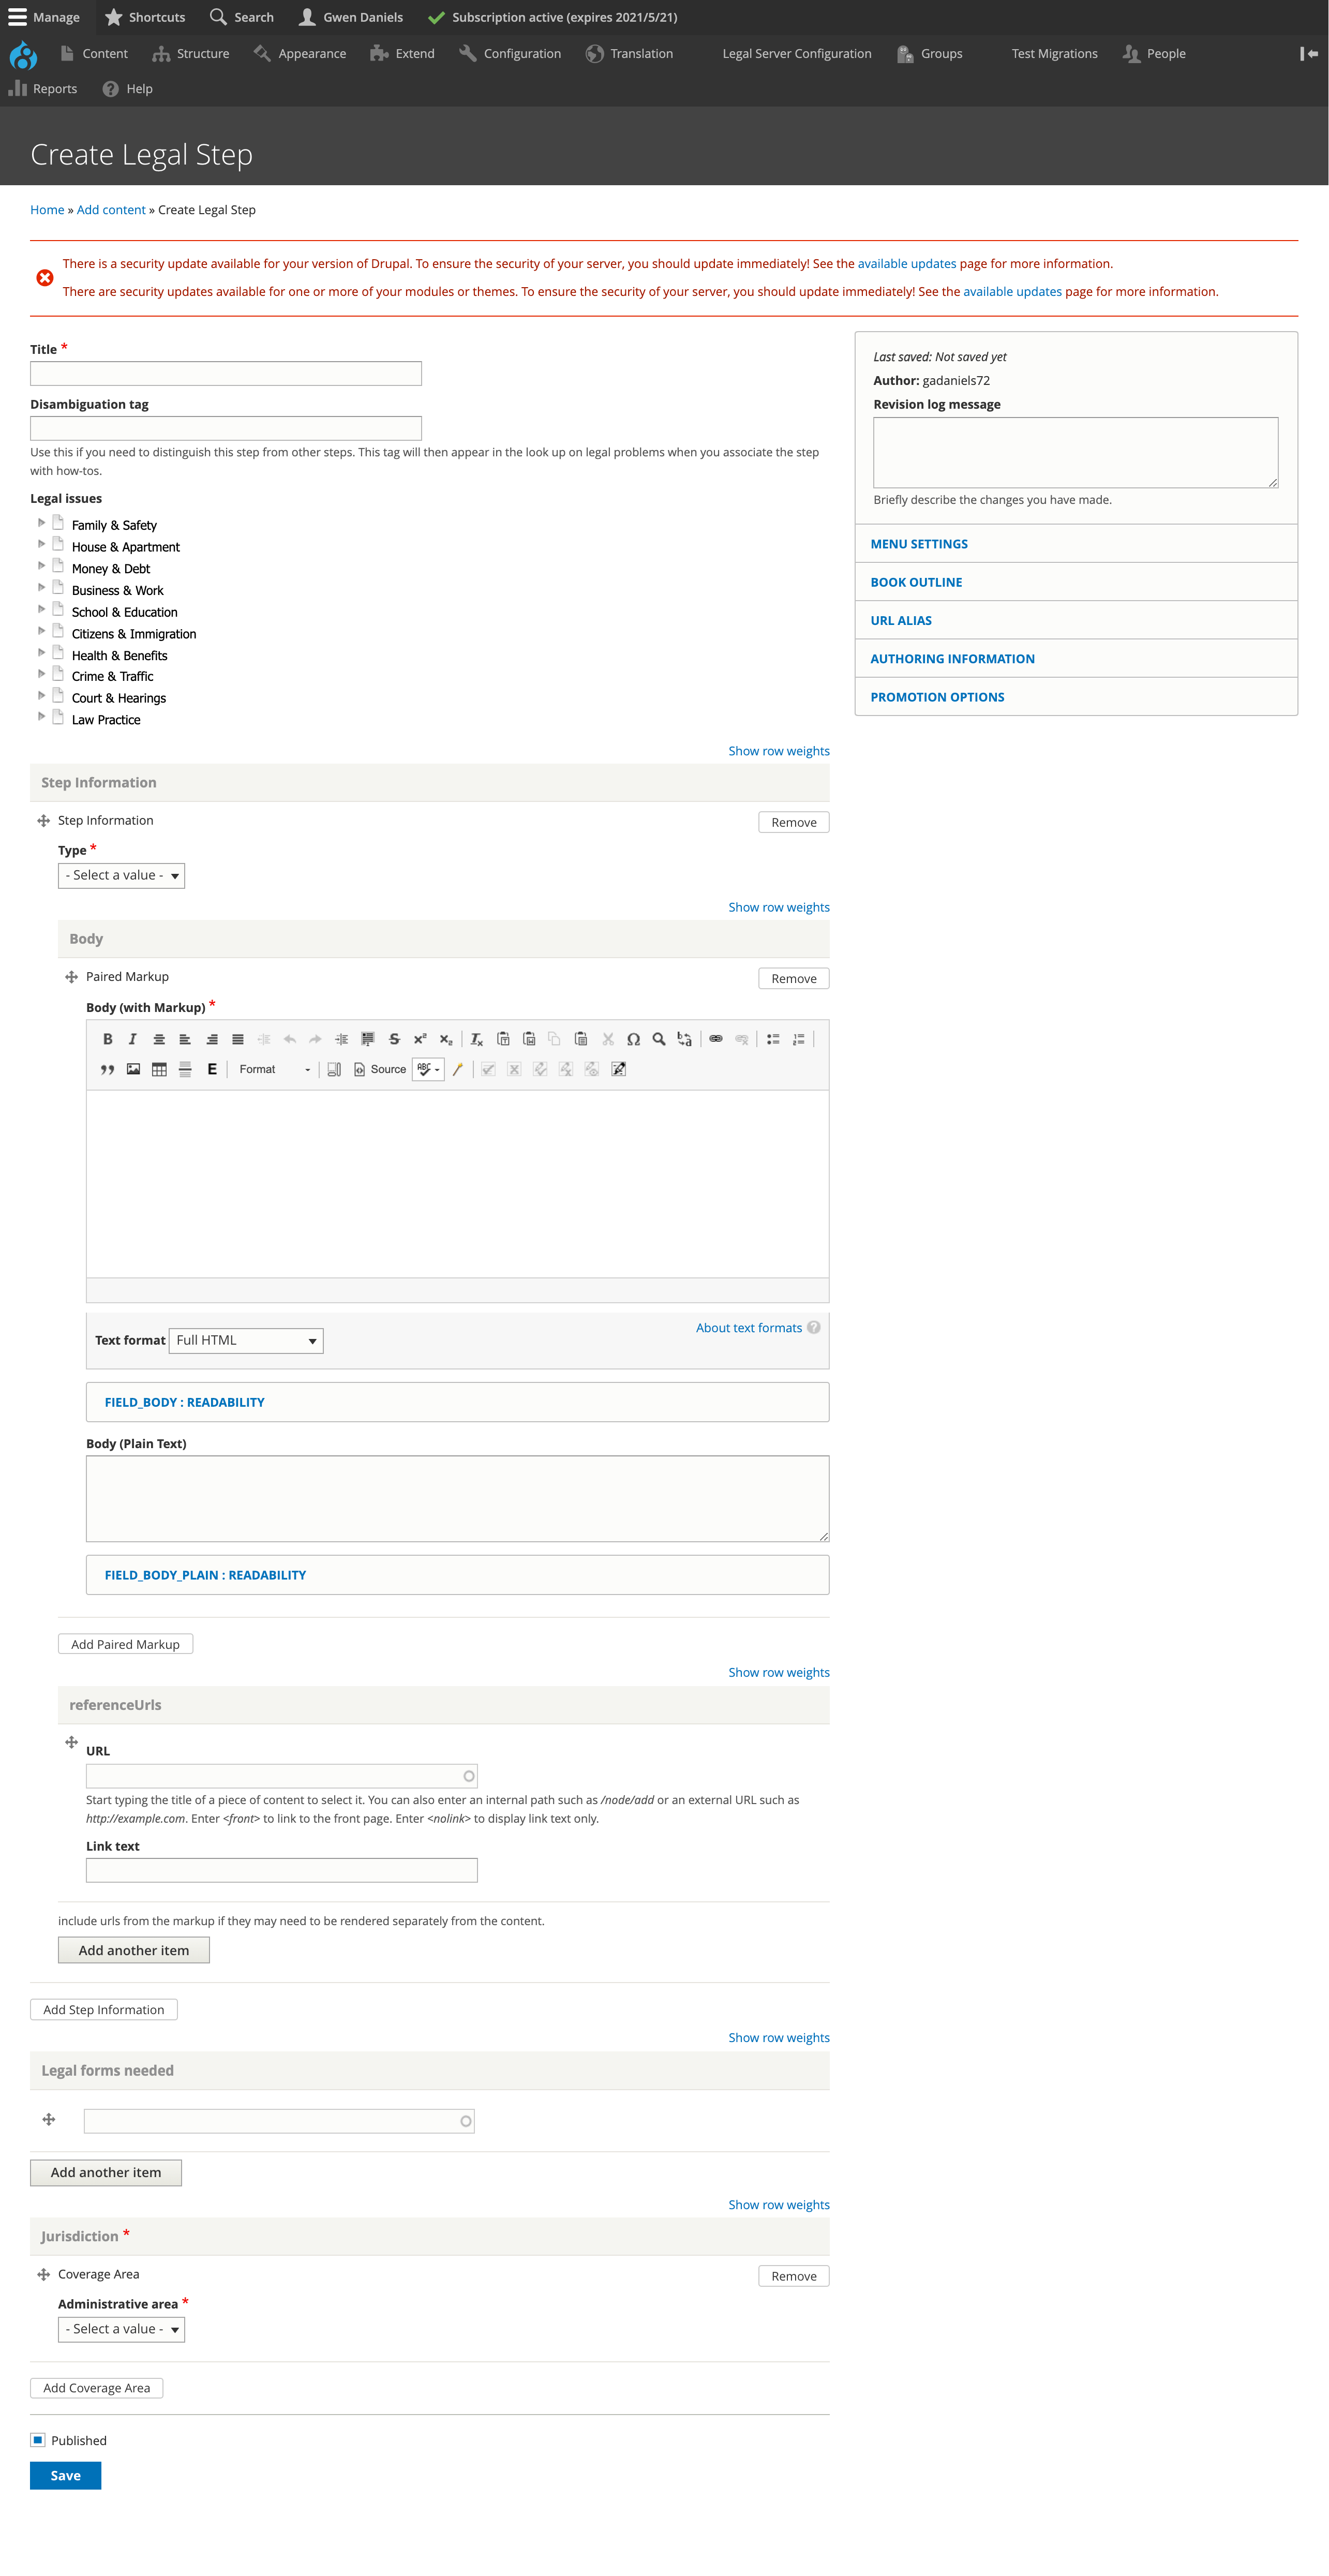 Manage Shortcuts Search Gwen Daniels Subscription active (expires 2021/5/21)
Content Structure Appearance Extend Configuration Translation Legal Server Configuration Groups Test Migrations People
Reports Help
Create Legal Step
Home » Add content » Create Legal Step
There is a security update available for your version of Drupal. To ensure the security of your server, you should update immediately! See the available updates page for more information.
There are security updates available for one or more of your modules or themes. To ensure the security of your server, you should update immediately! See the available updates page for more information.
Title *
Disambiguation tag
Use this if you need to distinguish this step from other steps. This tag will then appear in the look up on legal problems when you associate the step
with how-tos.
Legal issues
Family & Safety
House & Apartment
Money & Debt
Business & Work
School & Education
Citizens & Immigration
Health & Benefits
Crime & Traffic
Court & Hearings
Law Practice
Last saved: Not saved yet
Author: gadaniels72
Revision log message
Briefly describe the changes you have made.
MENU SETTINGS
BOOK OUTLINE
URL ALIAS
AUTHORING INFORMATION
PROMOTION OPTIONS
Show row weights
Step Information
Step Information Remove
Type *
- Select a value -
Show row weights
Body
Paired Markup Remove
Body (with Markup) *
Format Source ABC
Text format Full HTML About text formats ?
FIELD_BODY : READABILITY
Body (Plain Text)
FIELD_BODY_PLAIN : READABILITY
Add Paired Markup
Show row weights
referenceUrls
URL
Start typing the title of a piece of content to select it. You can also enter an internal path such as /node/add or an external URL such as
http://example.com. Enter <front> to link to the front page. Enter <nolink> to display link text only.
Link text
include urls from the markup if they may need to be rendered separately from the content.
Add another item
Add Step Information
Show row weights
Legal forms needed
Add another item
Show row weights
Jurisdiction *
Coverage Area Remove
Administrative area *
- Select a value -
Add Coverage Area
Published
Save